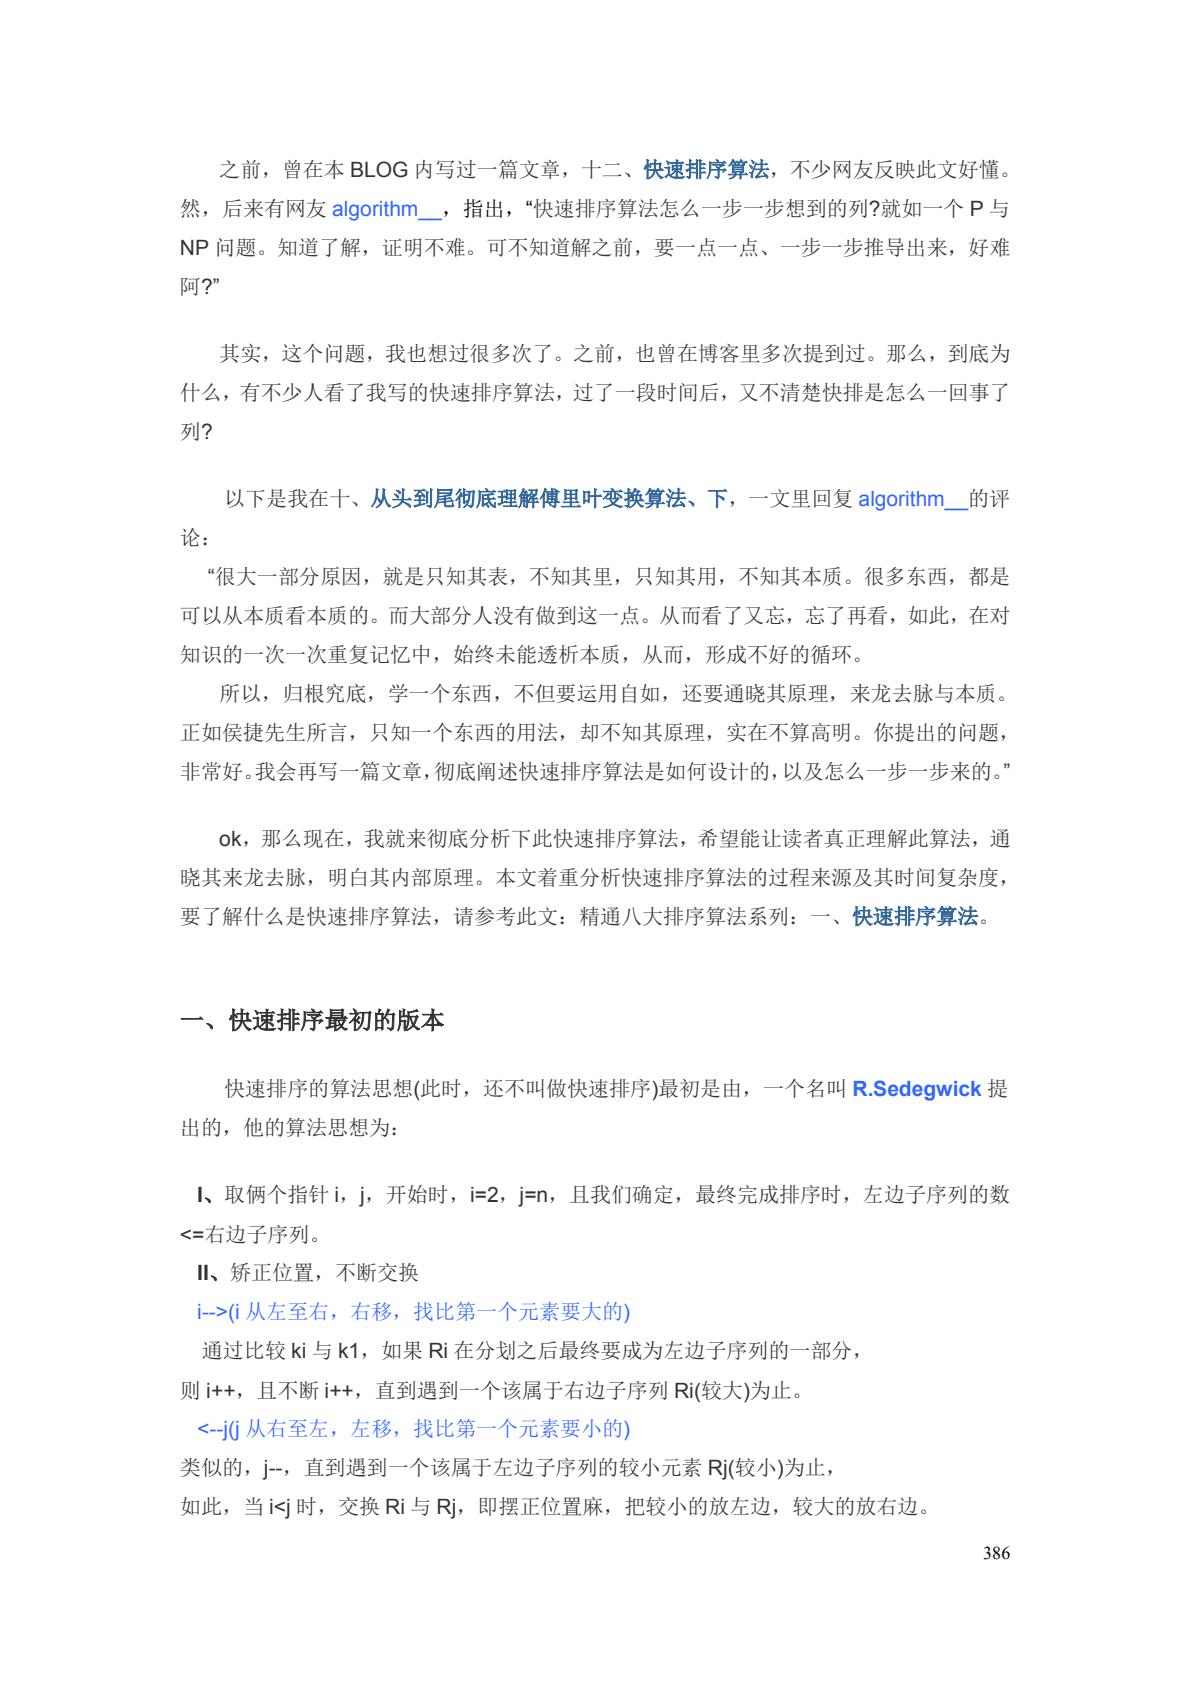 之前，曾在本 BLOG 内写过一篇文章，十二、快速排序算法，不少网友反映此文好懂。
然，后来有网友 algorithm__，指出，“快速排序算法怎么一步一步想到的列?就如一个 P 与
NP 问题。知道了解，证明不难。可不知道解之前，要一点一点、一步一步推导出来，好难
阿?”
其实，这个问题，我也想过很多次了。之前，也曾在博客里多次提到过。那么，到底为
什么，有不少人看了我写的快速排序算法，过了一段时间后，又不清楚快排是怎么一回事了
列?
以下是我在十、从头到尾彻底理解傅里叶变换算法、下，一文里回复 algorithm__的评
论：
“很大一部分原因，就是只知其表，不知其里，只知其用，不知其本质。很多东西，都是
可以从本质看本质的。而大部分人没有做到这一点。从而看了又忘，忘了再看，如此，在对
知识的一次一次重复记忆中，始终未能透析本质，从而，形成不好的循环。
所以，归根究底，学一个东西，不但要运用自如，还要通晓其原理，来龙去脉与本质。
正如侯捷先生所言，只知一个东西的用法，却不知其原理，实在不算高明。你提出的问题，
非常好。我会再写一篇文章，彻底阐述快速排序算法是如何设计的，以及怎么一步一步来的。”
ok，那么现在，我就来彻底分析下此快速排序算法，希望能让读者真正理解此算法，通
晓其来龙去脉，明白其内部原理。本文着重分析快速排序算法的过程来源及其时间复杂度，
要了解什么是快速排序算法，请参考此文：精通八大排序算法系列：一、快速排序算法。
一、快速排序最初的版本
快速排序的算法思想(此时，还不叫做快速排序)最初是由，一个名叫 R.Sedegwick 提
出的，他的算法思想为：
I、取俩个指针 i，j，开始时，i=2，j=n，且我们确定，最终完成排序时，左边子序列的数
<=右边子序列。
II、矫正位置，不断交换
i-->(i 从左至右，右移，找比第一个元素要大的)
通过比较 ki 与 k1，如果 Ri 在分划之后最终要成为左边子序列的一部分，
则 i++，且不断 i++，直到遇到一个该属于右边子序列 Ri(较大)为止。
<--j(j 从右至左，左移，找比第一个元素要小的)
类似的，j--，直到遇到一个该属于左边子序列的较小元素 Rj(较小)为止，
如此，当 i<j 时，交换 Ri 与 Rj，即摆正位置麻，把较小的放左边，较大的放右边。
386